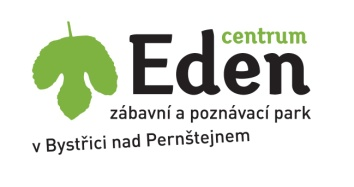 centrum
Eden
zábavní a poznávací park
v Bystřici nad Pernštejnem